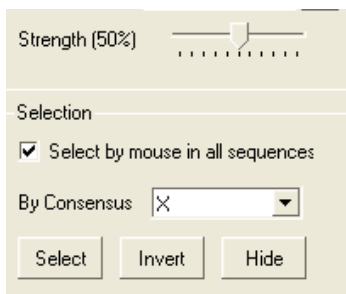 Strength (50%)
Selection
Select by mouse in all sequences
By Consensus X
Select Invert Hide